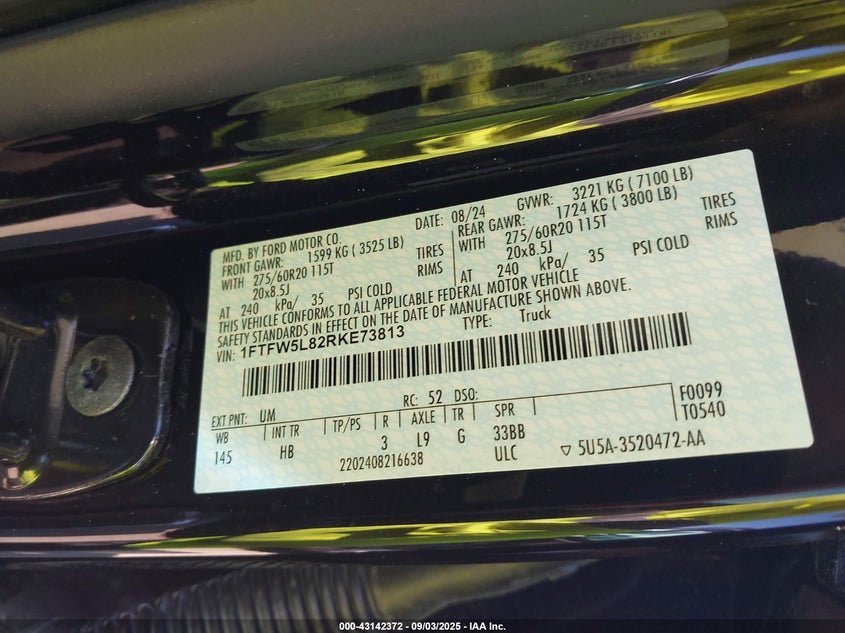 MFD. BY FORD MOTOR CO.
DATE: 08/24 GVWR: 3221 KG ( 7100 LB)
FRONT GAWR: 1599 KG ( 3525 LB)
REAR GAWR: 1724 KG ( 3800 LB)
WITH 275/60R20 115T TIRES
WITH 275/60R20 115T TIRES
20x8.5J RIMS
20x8.5J RIMS
AT 240 kPa/ 35 PSI COLD
AT 240 kPa/ 35 PSI COLD
THIS VEHICLE CONFORMS TO ALL APPLICABLE FEDERAL MOTOR VEHICLE
SAFETY STANDARDS IN EFFECT ON THE DATE OF MANUFACTURE SHOWN ABOVE.
VIN: 1FTFW5L82RKE73813 TYPE: Truck
EXT PNT: UM RC: 52 DSO:
WB INT TR TP/PS R AXLE TR SPR F0099
145 HB 3 L9 G 33BB T0540
2202408216638 ULC ▽ 5U5A-3520472-AA
000-43142372 - 09/03/2025 - IAA Inc.